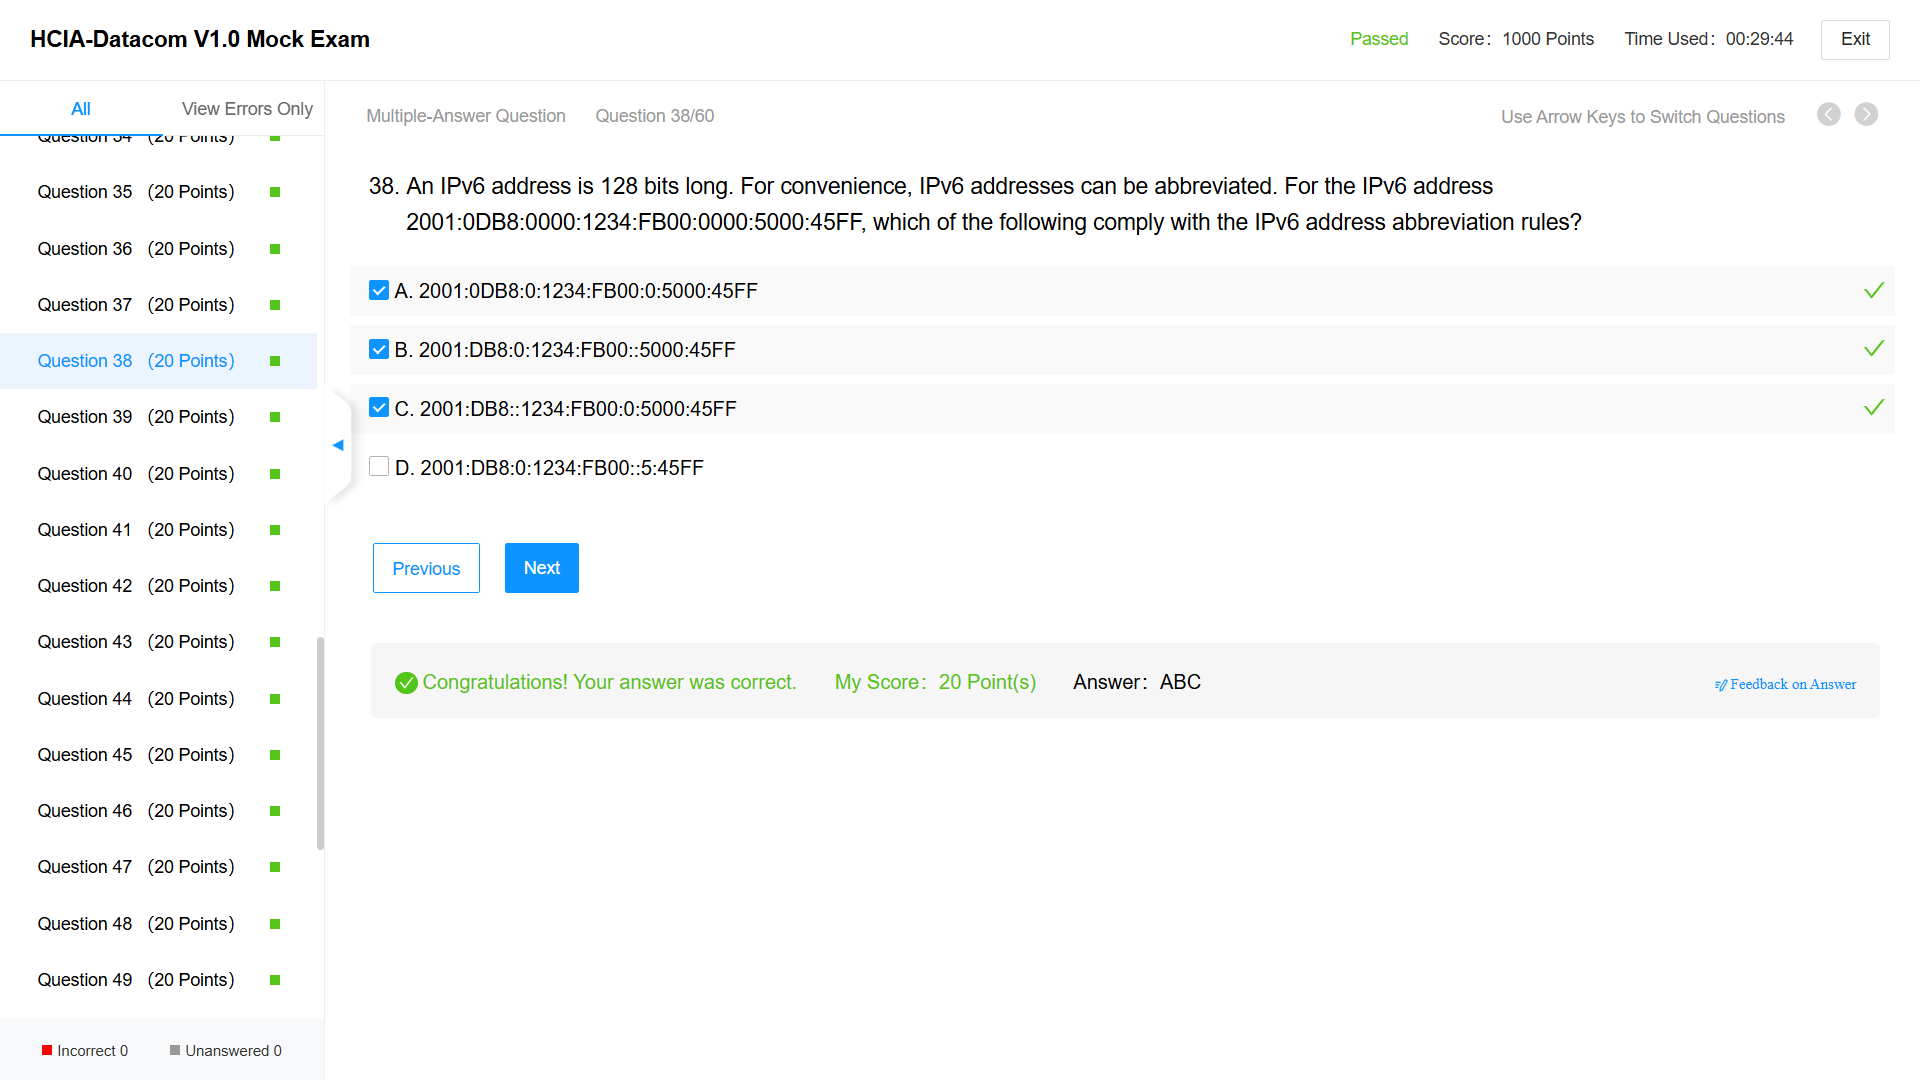 HCIA-Datacom V1.0 Mock Exam
Passed Score: 1000 Points Time Used: 00:29:44 Exit
All View Errors Only
Question 34 (20 Points)
Question 35 (20 Points)
Question 36 (20 Points)
Question 37 (20 Points)
Question 38 (20 Points)
Question 39 (20 Points)
Question 40 (20 Points)
Question 41 (20 Points)
Question 42 (20 Points)
Question 43 (20 Points)
Question 44 (20 Points)
Question 45 (20 Points)
Question 46 (20 Points)
Question 47 (20 Points)
Question 48 (20 Points)
Question 49 (20 Points)
Incorrect 0 Unanswered 0
Multiple-Answer Question Question 38/60 Use Arrow Keys to Switch Questions
38. An IPv6 address is 128 bits long. For convenience, IPv6 addresses can be abbreviated. For the IPv6 address
2001:0DB8:0000:1234:FB00:0000:5000:45FF, which of the following comply with the IPv6 address abbreviation rules?
A. 2001:0DB8:0:1234:FB00:0:5000:45FF
B. 2001:DB8:0:1234:FB00::5000:45FF
C. 2001:DB8::1234:FB00:0:5000:45FF
D. 2001:DB8:0:1234:FB00::5:45FF
Previous Next
Congratulations! Your answer was correct. My Score: 20 Point(s) Answer: ABC Feedback on Answer